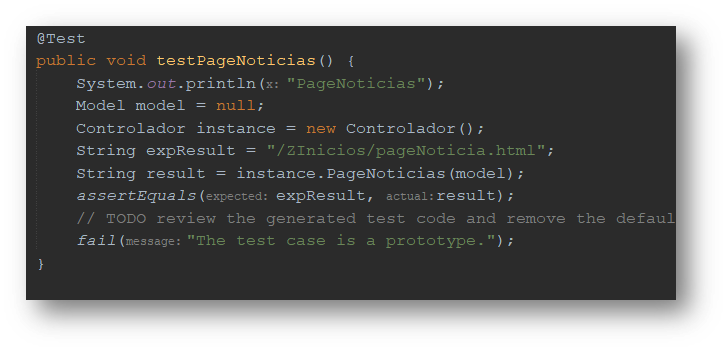 @Test
public void testPageNoticias() {
System.out.println(x: "PageNoticias");
Model model = null;
Controlador instance = new Controlador();
String expResult = "/ZInicios/pageNoticia.html";
String result = instance.PageNoticias(model);
assertEquals(expected: expResult, actual: result);
// TODO review the generated test code and remove the defaul
fail(message: "The test case is a prototype.");
}